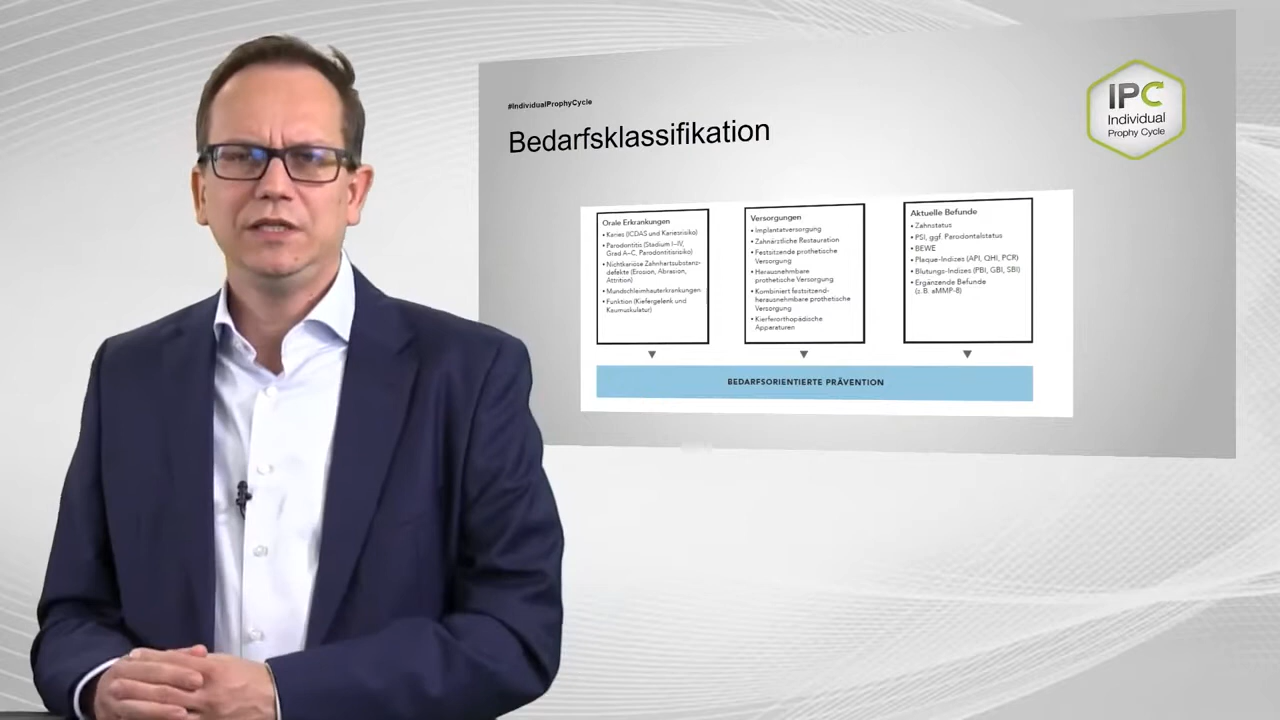 #IndividualProphyCycle
Bedarfsklassifikation
IPC
Individual
Prophy Cycle
Orale Erkrankungen
• Karies (ICDAS und Kariesrisiko)
• Parodontitis (Stadium I–IV,
Grad A–C, Parodontitisrisiko)
• Nichtkariöse Zahnhartsubstanz-
defekte (Erosion, Abrasion,
Attrition)
• Mundschleimhauterkrankungen
• Funktion (Kiefergelenk und
Kaumuskulatur)
Versorgungen
• Implantatversorgung
• Zahnärztliche Restauration
• Festsitzende prothetische
Versorgung
• Herausnehmbare
prothetische Versorgung
• Kombiniert festsitzend-
herausnehmbare prothetische
Versorgung
• Kierferorthopädische
Apparaturen
Aktuelle Befunde
• Zahnstatus
• PSI, ggf. Parodontalstatus
• BEWE
• Plaque-Indizes (API, QHI, PCR)
• Blutungs-Indizes (PBI, GBI, SBI)
• Ergänzende Befunde
(z. B. aMMP-8)
BEDARFSORIENTIERTE PRÄVENTION